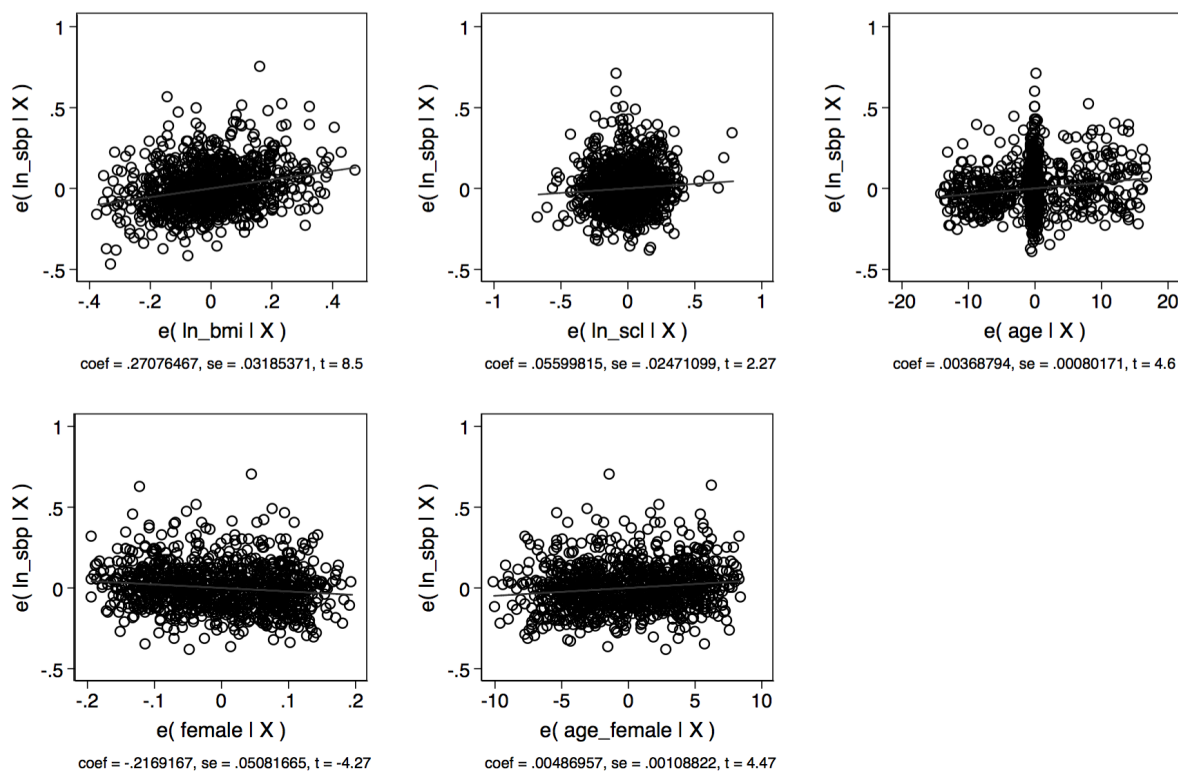 1
.5
0
-.5
e( ln_sbp | X )
-.4 -.2 0 .2 .4
e( ln_bmi | X )
coef = .27076467, se = .03185371, t = 8.5
1
.5
0
-.5
e( ln_sbp | X )
-1 -.5 0 .5 1
e( ln_scl | X )
coef = .05599815, se = .02471099, t = 2.27
1
.5
0
-.5
e( ln_sbp | X )
-20 -10 0 10 20
e( age | X )
coef = .00368794, se = .00080171, t = 4.6
1
.5
0
-.5
e( ln_sbp | X )
-.2 -.1 0 .1 .2
e( female | X )
coef = -.2169167, se = .05081665, t = -4.27
1
.5
0
-.5
e( ln_sbp | X )
-10 -5 0 5 10
e( age_female | X )
coef = .00486957, se = .00108822, t = 4.47